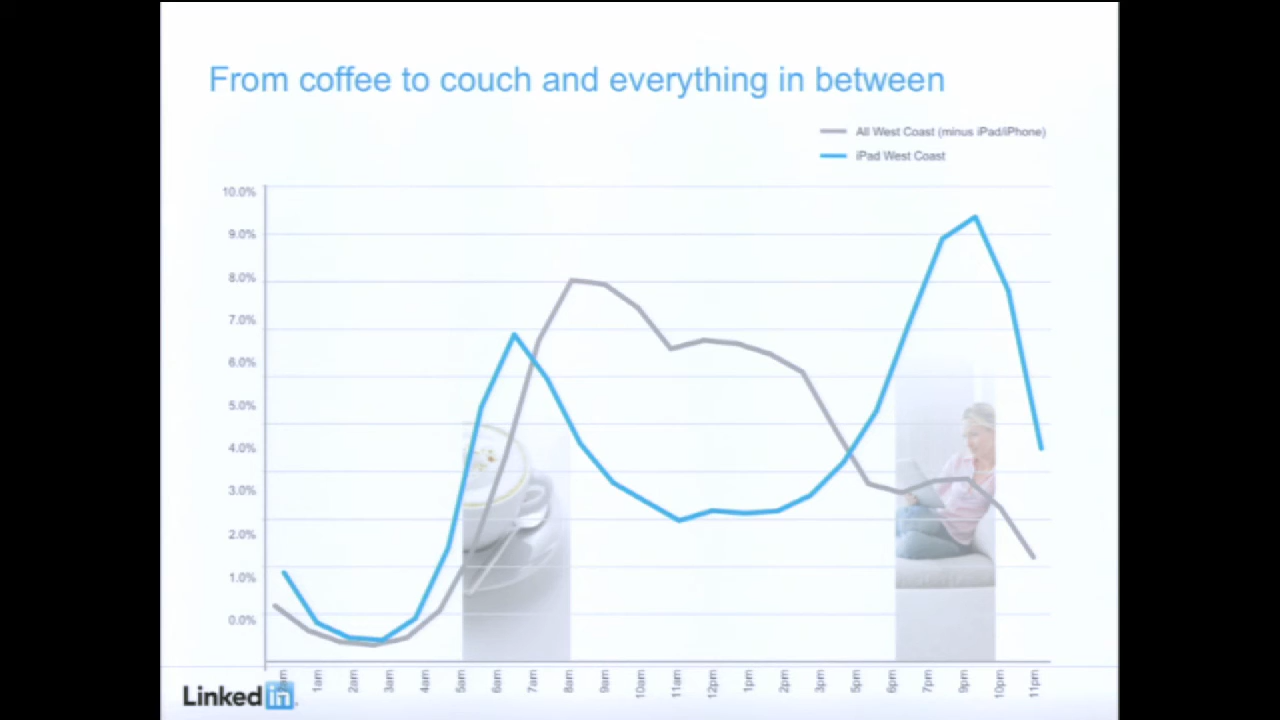 From coffee to couch and everything in between
All West Coast (minus iPad/iPhone)
iPad West Coast
10.0%
9.0%
8.0%
7.0%
6.0%
5.0%
4.0%
3.0%
2.0%
1.0%
0.0%
1am 2am 3am 4am 5am 6am 7am 8am 9am 10am 11am 12pm 1pm 2pm 3pm 5pm 6pm 7pm 9pm 10pm 11pm
Linked in